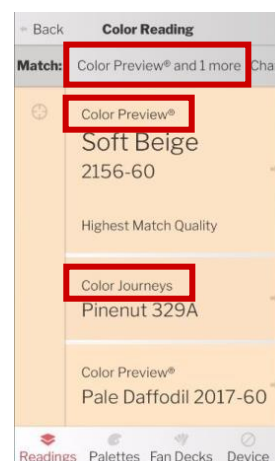 Back Color Reading
Match: Color Preview® and 1 more Cha
Color Preview®
Soft Beige
2156-60
Highest Match Quality
Color Journeys
Pinenut 329A
Color Preview®
Pale Daffodil 2017-60
Readings Palettes Fan Decks Device